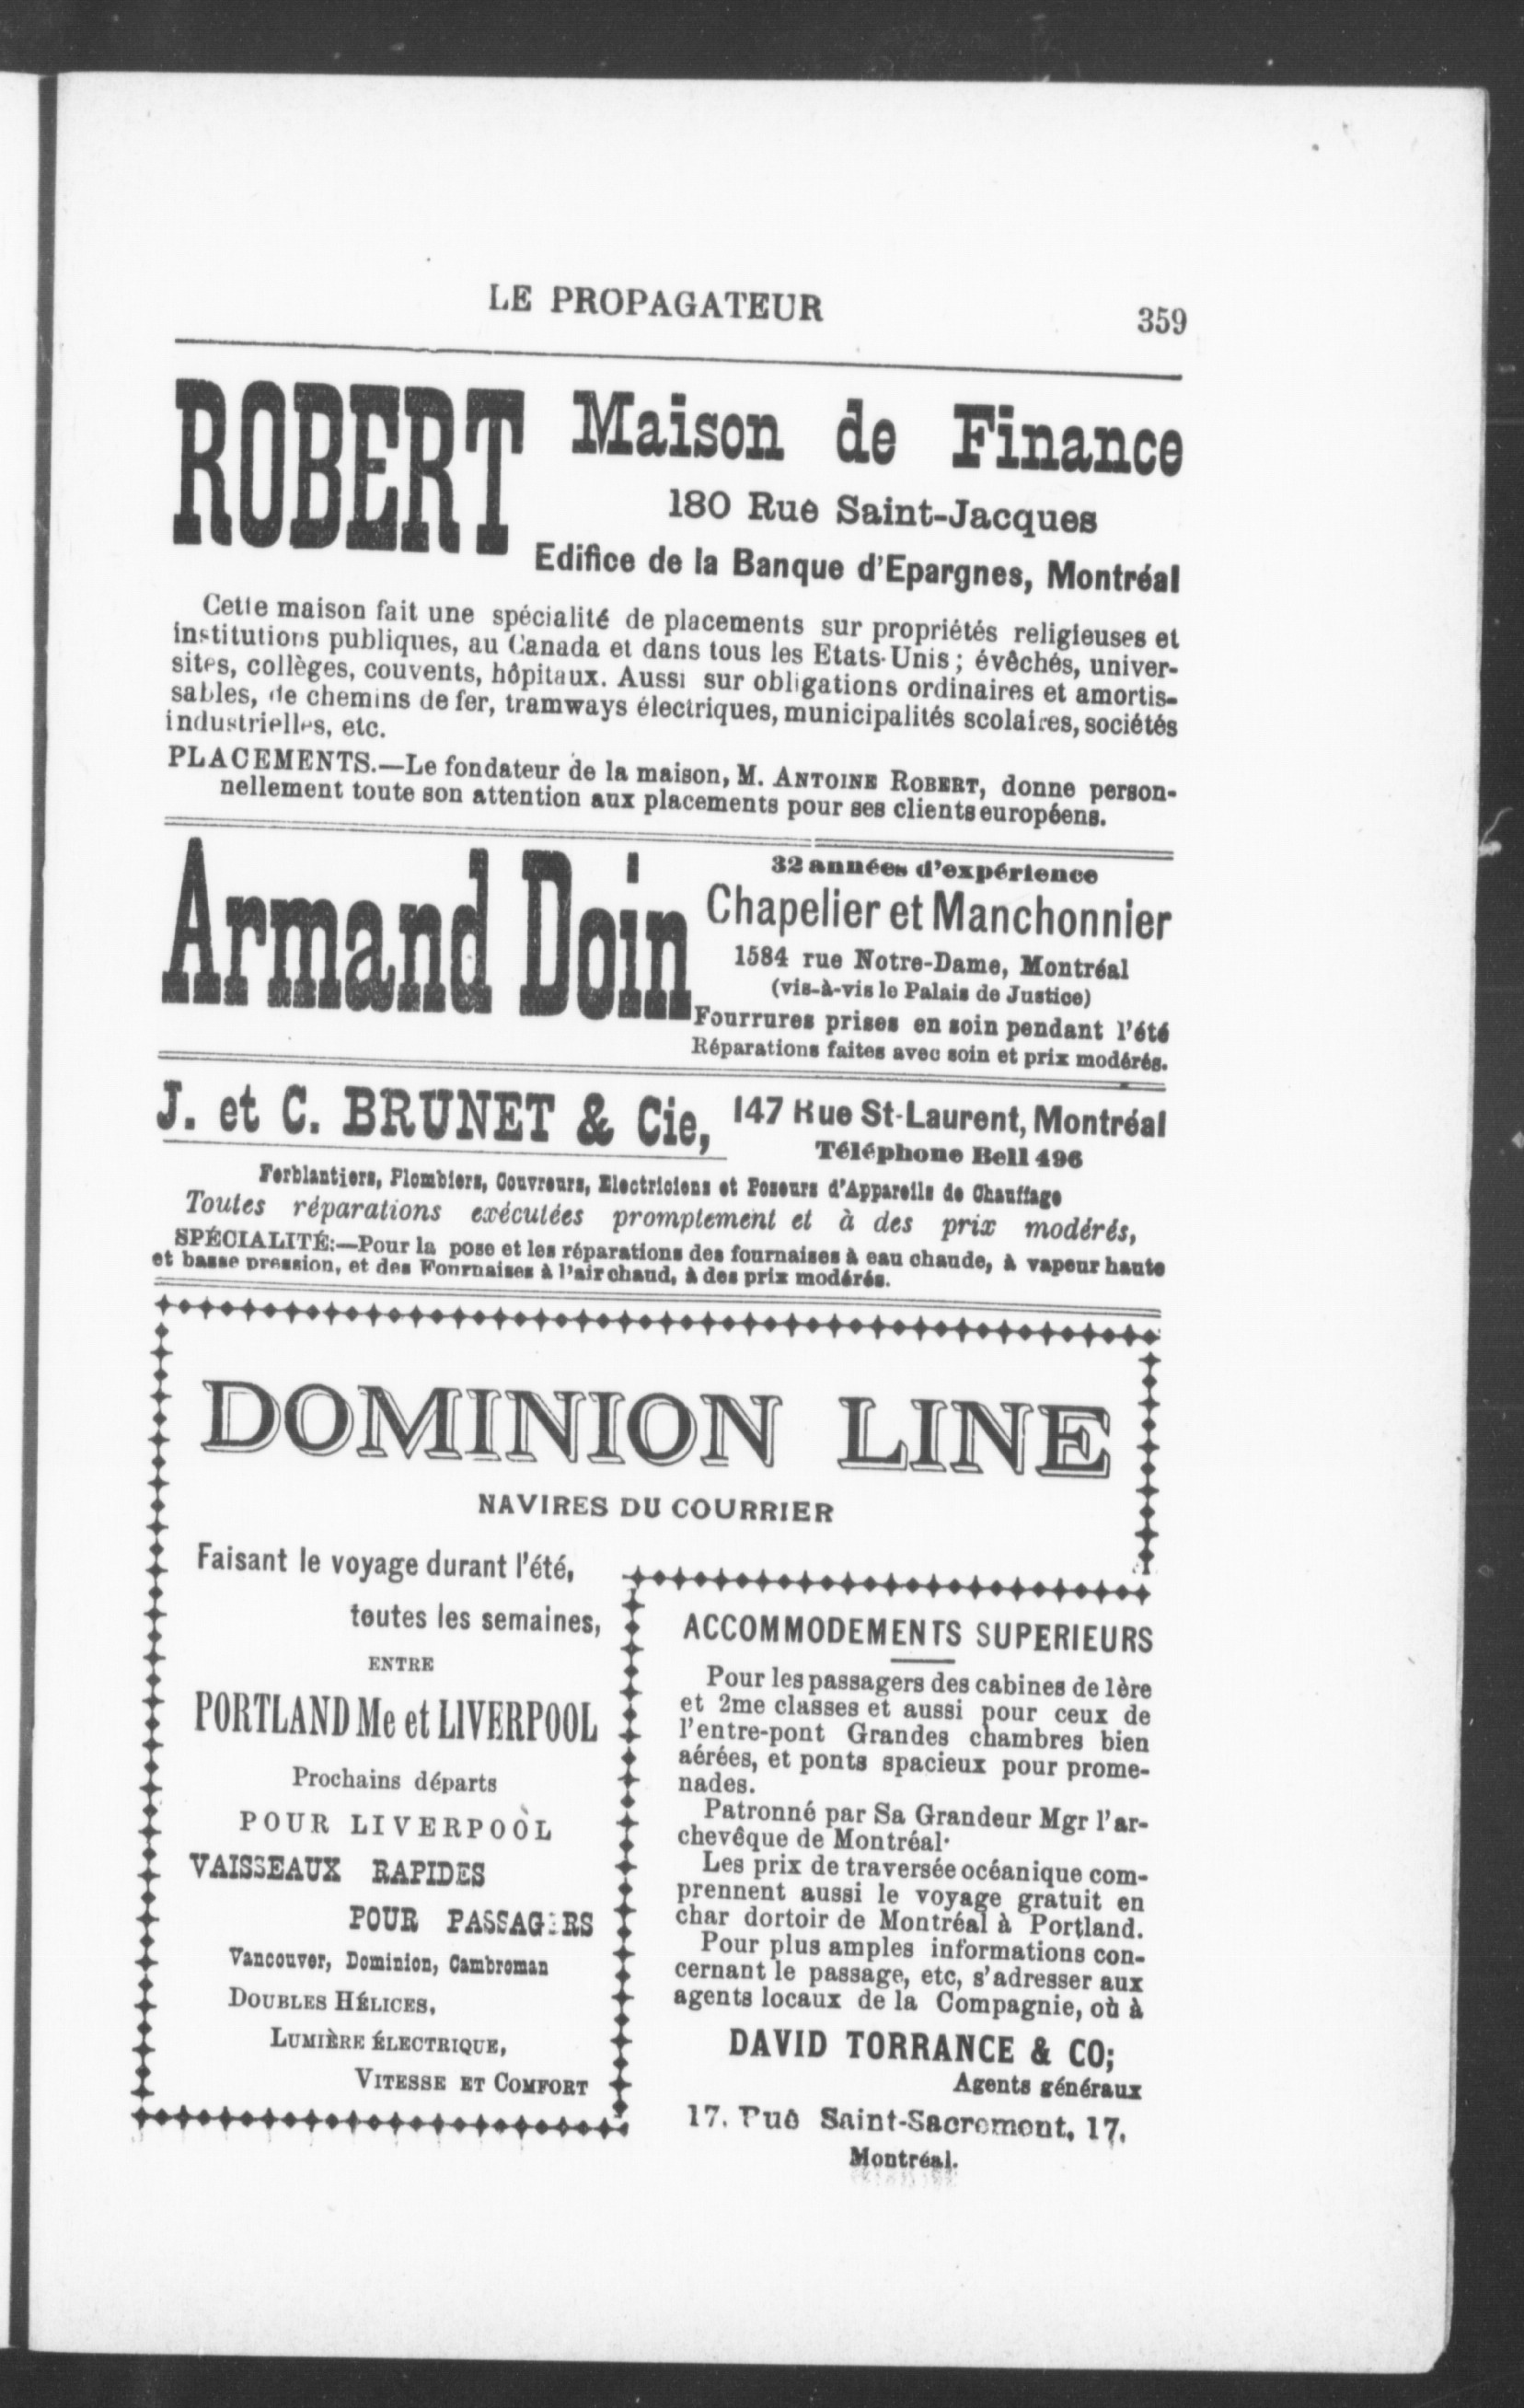 LE PROPAGATEUR
359
ROBERT
Maison de Finance
180 Rue Saint-Jacques
Edifice de la Banque d'Epargnes, Montréal
Cette maison fait une spécialité de placements sur propriétés religieuses et
institutions publiques, au Canada et dans tous les Etats-Unis ; évêchés, univer-
sités, collèges, couvents, hôpitaux. Aussi sur obligations ordinaires et amortis-
sables, de chemins de fer, tramways électriques, municipalités scolaires, sociétés
industrielles, etc.
PLACEMENTS.—Le fondateur de la maison, M. ANTOINE ROBERT, donne person-
nellement toute son attention aux placements pour ses clients européens.
Armand Doin
32 années d'expérience
Chapelier et Manchonnier
1584 rue Notre-Dame, Montréal
(vis-à-vis le Palais de Justice)
Fourrures prises en soin pendant l'été
Réparations faites avec soin et prix modérés.
J. et C. BRUNET & Cie,
147 Rue St-Laurent, Montréal
Téléphone Bell 496
Ferblantiers, Plombiers, Couvreurs, Electriciens et Poseurs d'Appareils de Chauffage
Toutes réparations exécutées promptement et à des prix modérés,
SPÉCIALITÉ:—Pour la pose et les réparations des fournaises à eau chaude, à vapeur haute
et basse pression, et des Fournaises à l'air chaud, à des prix modérés.
DOMINION LINE
NAVIRES DU COURRIER
Faisant le voyage durant l'été,
toutes les semaines,
ENTRE
PORTLAND Me et LIVERPOOL
Prochains départs
POUR LIVERPOOL
VAISSEAUX RAPIDES
POUR PASSAGERS
Vancouver, Dominion, Cambroman
DOUBLES HÉLICES,
LUMIÈRE ÉLECTRIQUE,
VITESSE ET COMFORT
ACCOMMODEMENTS SUPERIEURS
Pour les passagers des cabines de 1ère
et 2me classes et aussi pour ceux de
l'entre-pont Grandes chambres bien
aérées, et ponts spacieux pour prome-
nades.
Patronné par Sa Grandeur Mgr l'ar-
chevêque de Montréal·
Les prix de traversée océanique com-
prennent aussi le voyage gratuit en
char dortoir de Montréal à Portland.
Pour plus amples informations con-
cernant le passage, etc, s'adresser aux
agents locaux de la Compagnie, où à
DAVID TORRANCE & CO;
Agents généraux
17, Rue Saint-Sacrement, 17,
Montréal.